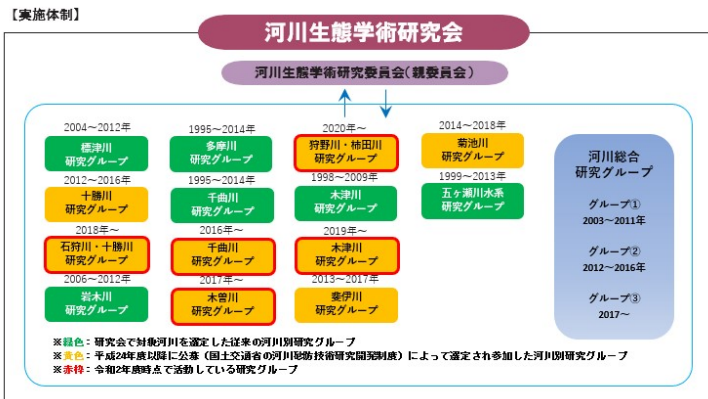 【実施体制】
河川生態学術研究会
河川生態学術研究委員会(親委員会)
2004～2012年
標津川
研究グループ
1995～2014年
多摩川
研究グループ
2020年～
狩野川・柿田川
研究グループ
2014～2018年
菊池川
研究グループ
2012～2016年
十勝川
研究グループ
1995～2014年
千曲川
研究グループ
1998～2009年
木津川
研究グループ
1999～2013年
五ヶ瀬川水系
研究グループ
2018年～
石狩川・十勝川
研究グループ
2016年～
千曲川
研究グループ
2019年～
木津川
研究グループ
2006～2012年
岩木川
研究グループ
2017年～
木曽川
研究グループ
2013～2017年
斐伊川
研究グループ
河川総合
研究グループ
グループ①
2003～2011年
グループ②
2012～2016年
グループ③
2017～
※緑色：研究会で対象河川を選定した従来の河川別研究グループ
※黄色：平成24年度以降に公募（国土交通省の河川砂防技術研究開発制度）によって選定され参加した河川別研究グループ
※赤枠：令和2年度時点で活動している研究グループ